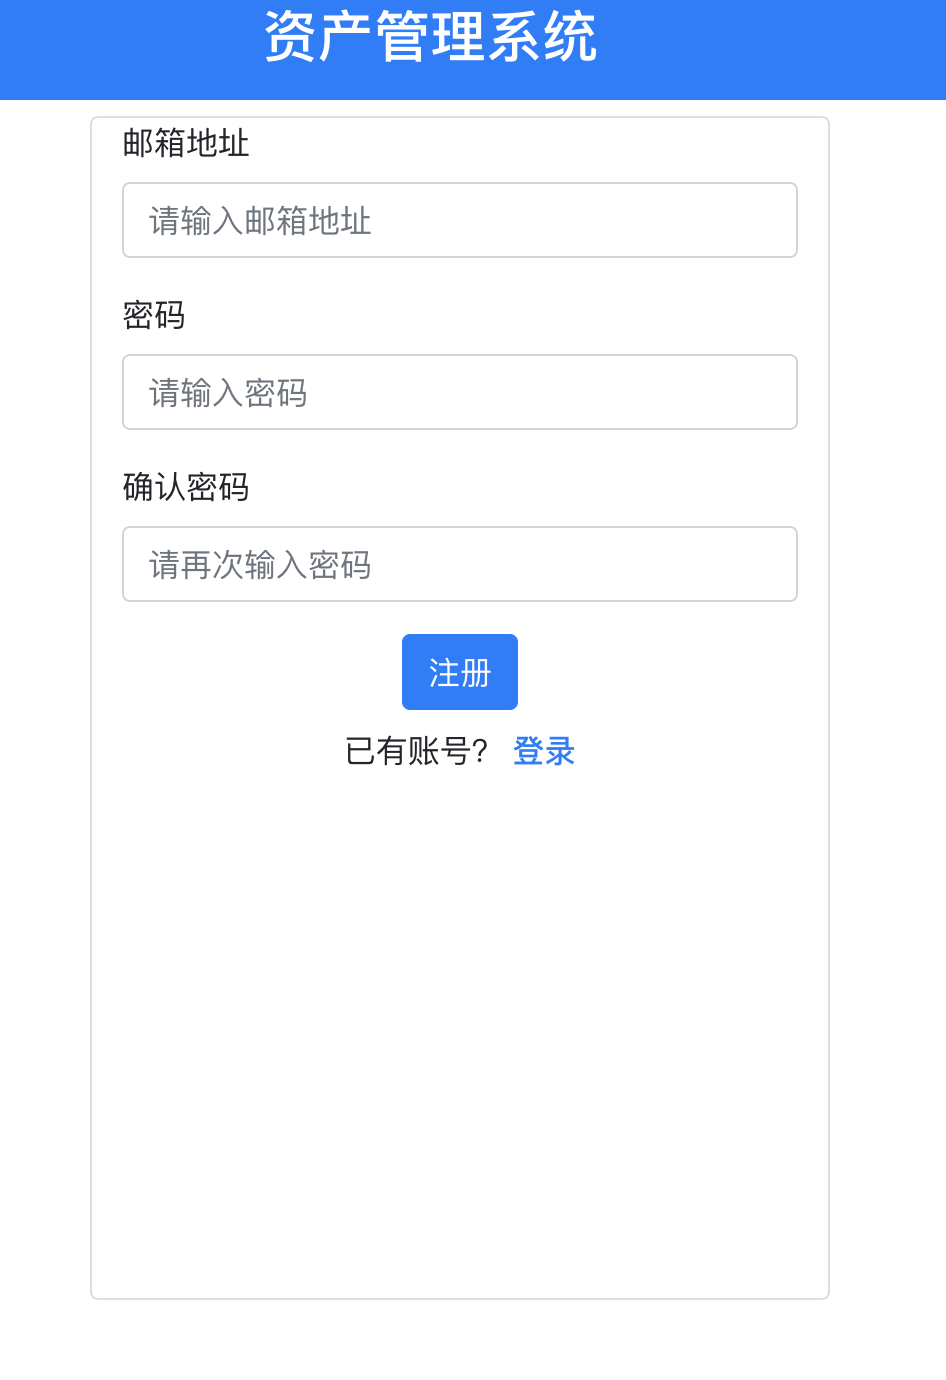 资产管理系统
邮箱地址
请输入邮箱地址
密码
请输入密码
确认密码
请再次输入密码
注册
已有账号? 登录